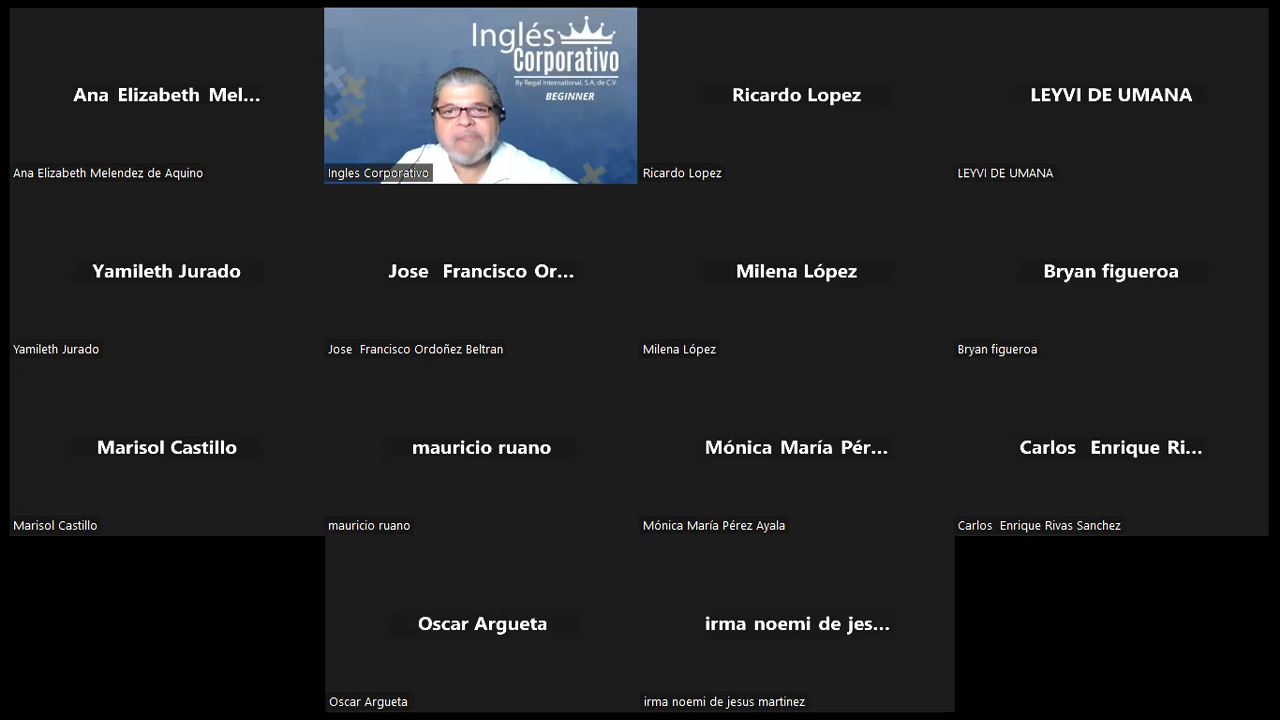 Ana Elizabeth Mel...
Ana Elizabeth Melendez de Aquino
Inglés
Corporativo
By Regal International, S.A. de C.V.
BEGINNER
Ingles Corporativo
Ricardo Lopez
Ricardo Lopez
LEYVI DE UMANA
LEYVI DE UMANA
Yamileth Jurado
Yamileth Jurado
Jose Francisco Or...
Jose Francisco Ordoñez Beltran
Milena López
Milena López
Bryan figueroa
Bryan figueroa
Marisol Castillo
Marisol Castillo
mauricio ruano
mauricio ruano
Mónica María Pér...
Mónica María Pérez Ayala
Carlos Enrique Ri...
Carlos Enrique Rivas Sanchez
Oscar Argueta
Oscar Argueta
irma noemi de jes...
irma noemi de jesus martinez